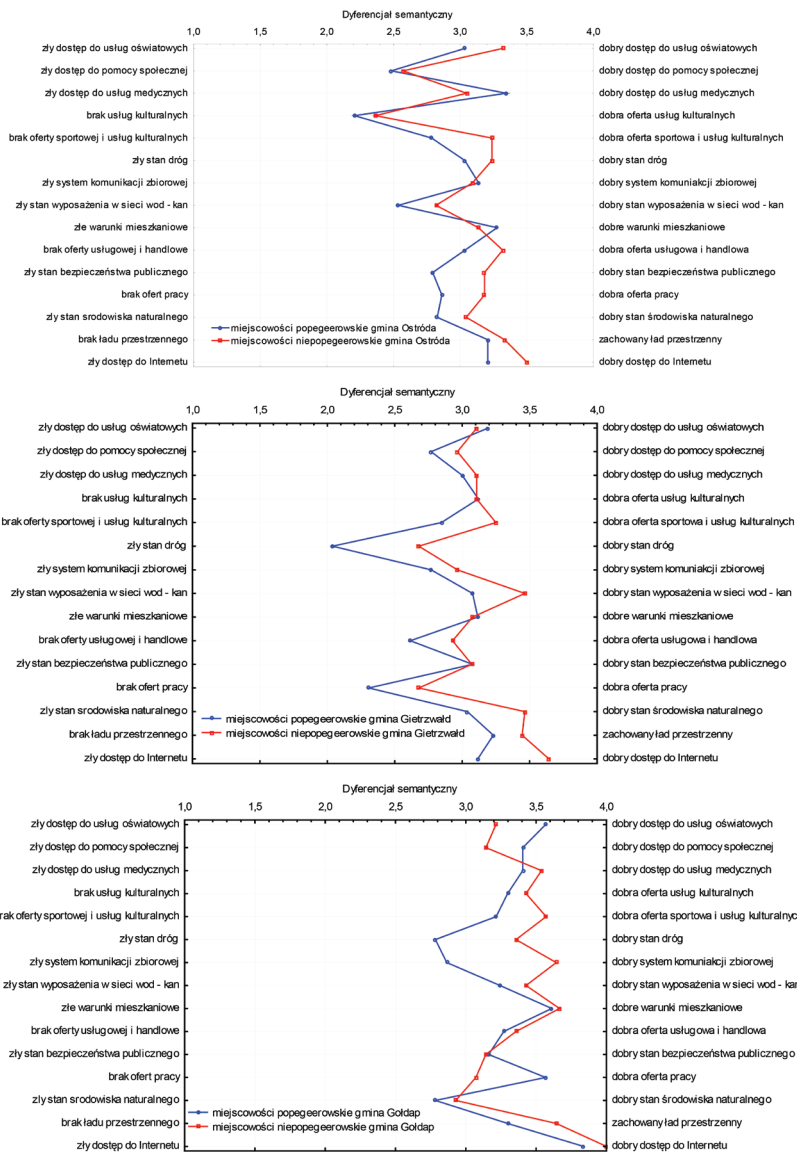 Dyferencjał semantyczny
1,0 1,5 2,0 2,5 3,0 3,5 4,0
zły dostęp do usług oświatowych dobry dostęp do usług oświatowych
zły dostęp do pomocy społecznej dobry dostęp do pomocy społecznej
zły dostęp do usług medycznych dobry dostęp do usług medycznych
brak usług kulturalnych dobra oferta usług kulturalnych
brak oferty sportowej i usług kulturalnych dobra oferta sportowa i usług kulturalnych
zły stan dróg dobry stan dróg
zły system komunikacji zbiorowej dobry system komuniakcji zbiorowej
zły stan wyposażenia w sieci wod - kan dobry stan wyposażenia w sieci wod - kan
złe warunki mieszkaniowe dobre warunki mieszkaniowe
brak oferty usługowej i handlowe dobra oferta usługowa i handlowa
zły stan bezpieczeństwa publicznego dobry stan bezpieczeństwa publicznego
brak ofert pracy dobra oferta pracy
zly stan srodowiska naturalnego dobry stan środowiska naturalnego
miejscowości popegeerowskie gmina Ostróda
brak ładu przestrzennego zachowany ład przestrzenny
miejscowości niepopegeerowskie gmina Ostróda
zły dostęp do Internetu dobry dostęp do Internetu
Dyferencjał semantyczny
1,0 1,5 2,0 2,5 3,0 3,5 4,0
zły dostęp do usług oświatowych dobry dostęp do usług oświatowych
zły dostęp do pomocy społecznej dobry dostęp do pomocy społecznej
zły dostęp do usług medycznych dobry dostęp do usług medycznych
brak usług kulturalnych dobra oferta usług kulturalnych
brak oferty sportowej i usług kulturalnych dobra oferta sportowa i usług kulturalnych
zły stan dróg dobry stan dróg
zły system komunikacji zbiorowej dobry system komuniakcji zbiorowej
zły stan wyposażenia w sieci wod - kan dobry stan wyposażenia w sieci wod - kan
złe warunki mieszkaniowe dobre warunki mieszkaniowe
brak oferty usługowej i handlowe dobra oferta usługowa i handlowa
zły stan bezpieczeństwa publicznego dobry stan bezpieczeństwa publicznego
brak ofert pracy dobra oferta pracy
zly stan srodowiska naturalnego dobry stan środowiska naturalnego
miejscowości popegeerowskie gmina Gietrzwałd
brak ładu przestrzennego zachowany ład przestrzenny
miejscowości niepopegeerowskie gmina Gietrzwałd
zły dostęp do Internetu dobry dostęp do Internetu
Dyferencjał semantyczny
1,0 1,5 2,0 2,5 3,0 3,5 4,0
zły dostęp do usług oświatowych dobry dostęp do usług oświatowych
zły dostęp do pomocy społecznej dobry dostęp do pomocy społecznej
zły dostęp do usług medycznych dobry dostęp do usług medycznych
brak usług kulturalnych dobra oferta usług kulturalnych
rak oferty sportowej i usług kulturalnych dobra oferta sportowa i usług kulturalnyc
zły stan dróg dobry stan dróg
zły system komunikacji zbiorowej dobry system komuniakcji zbiorowej
zły stan wyposażenia w sieci wod - kan dobry stan wyposażenia w sieci wod - kan
złe warunki mieszkaniowe dobre warunki mieszkaniowe
brak oferty usługowej i handlowe dobra oferta usługowa i handlowa
zły stan bezpieczeństwa publicznego dobry stan bezpieczeństwa publicznego
brak ofert pracy dobra oferta pracy
zly stan srodowiska naturalnego dobry stan środowiska naturalnego
miejscowości popegeerowskie gmina Gołdap
brak ładu przestrzennego zachowany ład przestrzenny
miejscowości niepopegeerowskie gmina Gołdap
zły dostęp do Internetu dobry dostęp do Internetu